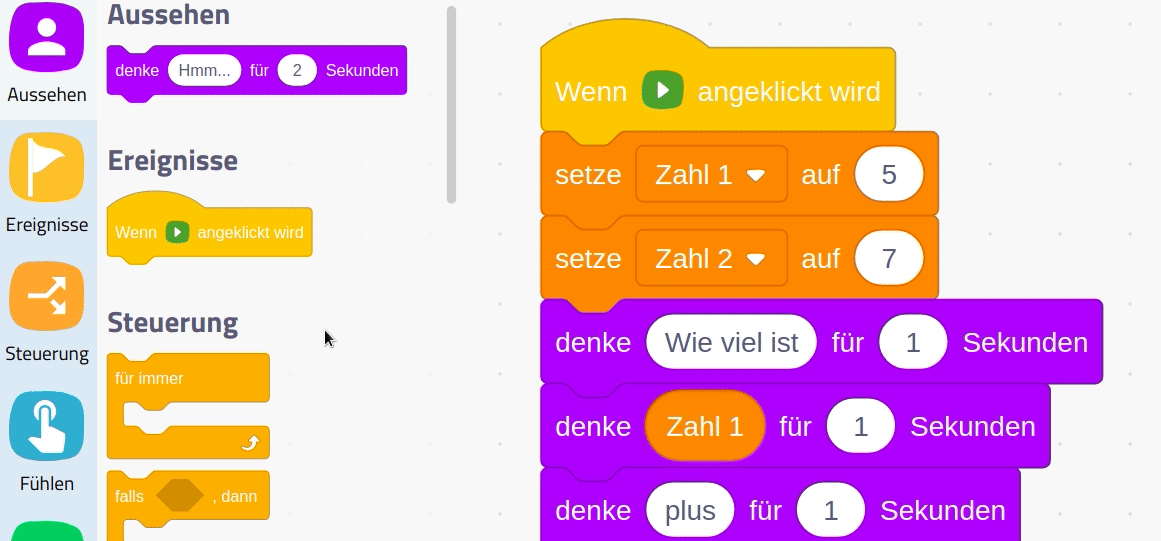 Aussehen
Ereignisse
Steuerung
Fühlen
Aussehen
denke Hmm... für 2 Sekunden
Ereignisse
Wenn angeklickt wird
Steuerung
für immer
falls , dann
Wenn angeklickt wird
setze Zahl 1 auf 5
setze Zahl 2 auf 7
denke Wie viel ist für 1 Sekunden
denke Zahl 1 für 1 Sekunden
denke plus für 1 Sekunden